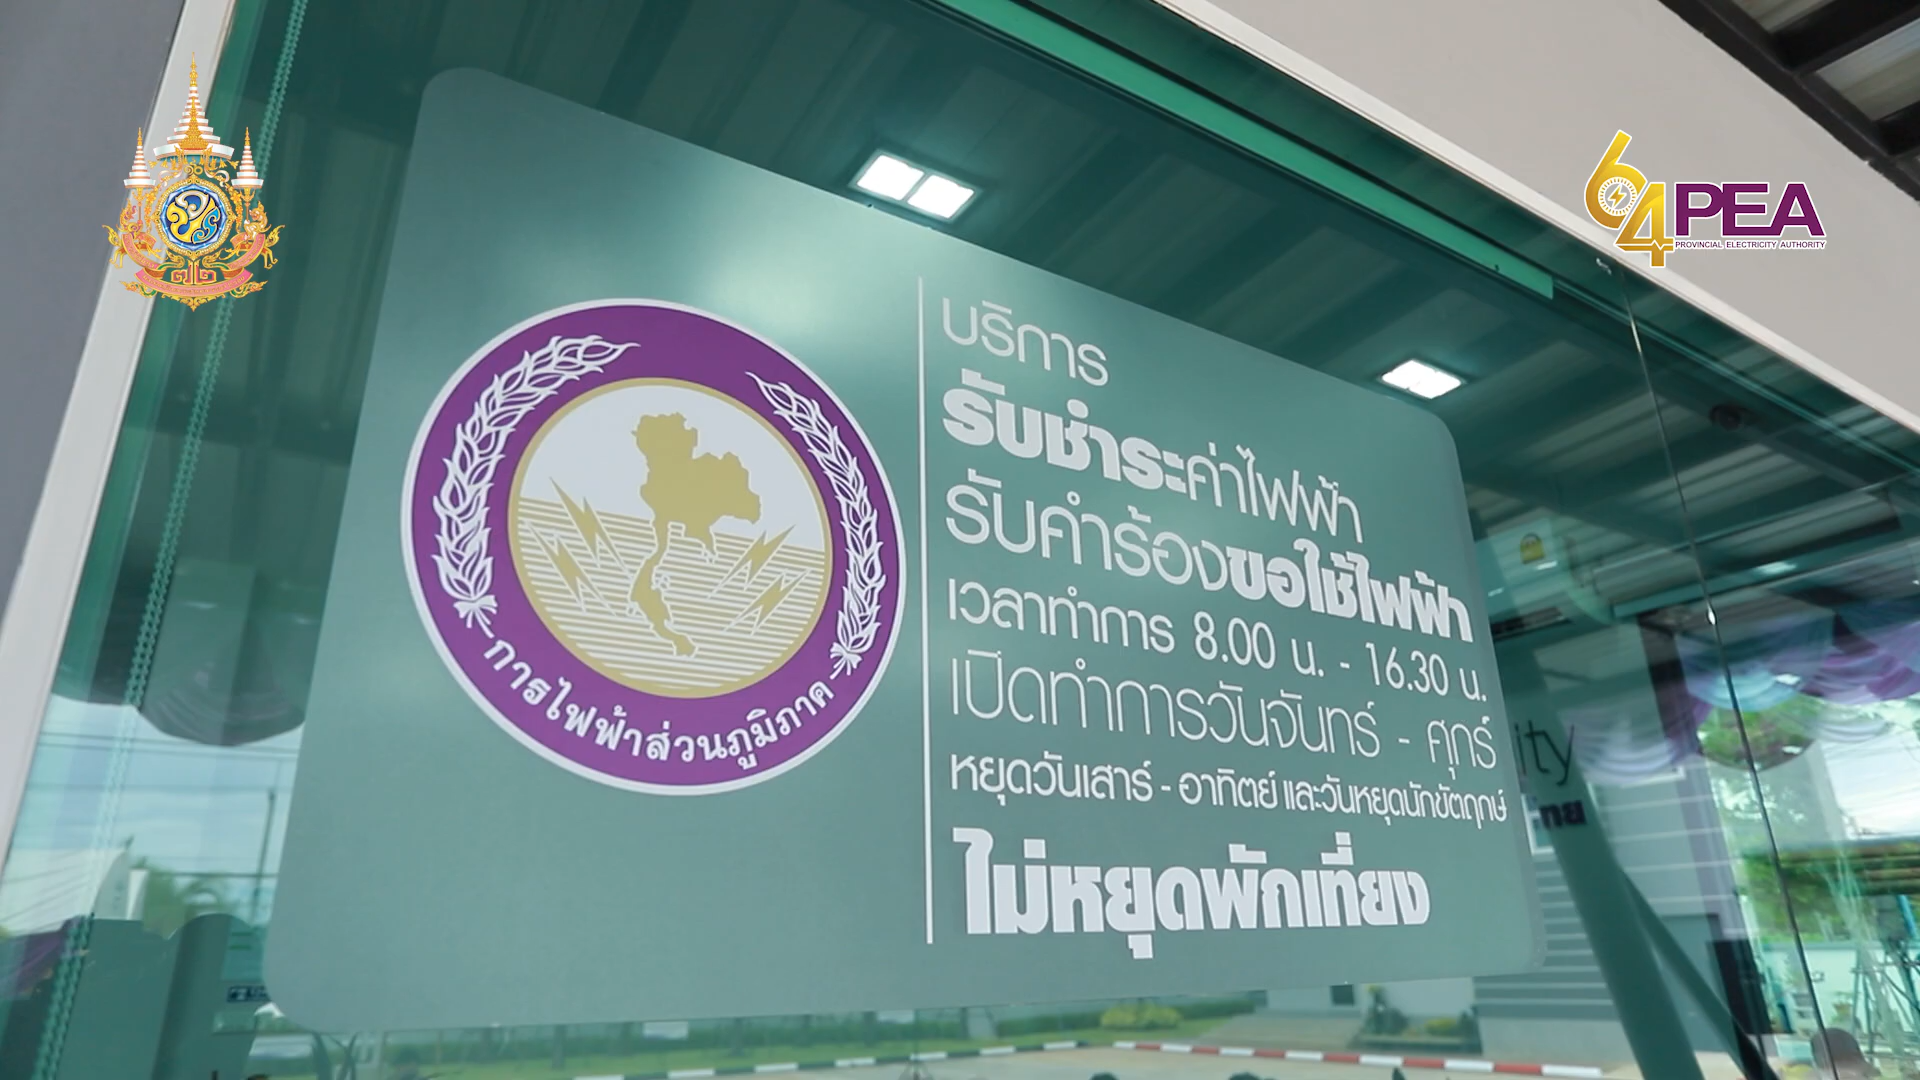 ๗๒
64 PEA
PROVINCIAL ELECTRICITY AUTHORITY
การไฟฟ้าส่วนภูมิภาค
บริการ
รับชำระค่าไฟฟ้า
รับคำร้องขอใช้ไฟฟ้า
เวลาทำการ 8.00 น. - 16.30 น.
เปิดทำการวันจันทร์ - ศุกร์
หยุดวันเสาร์ - อาทิตย์ และวันหยุดนักขัตฤกษ์
ไม่หยุดพักเที่ยง